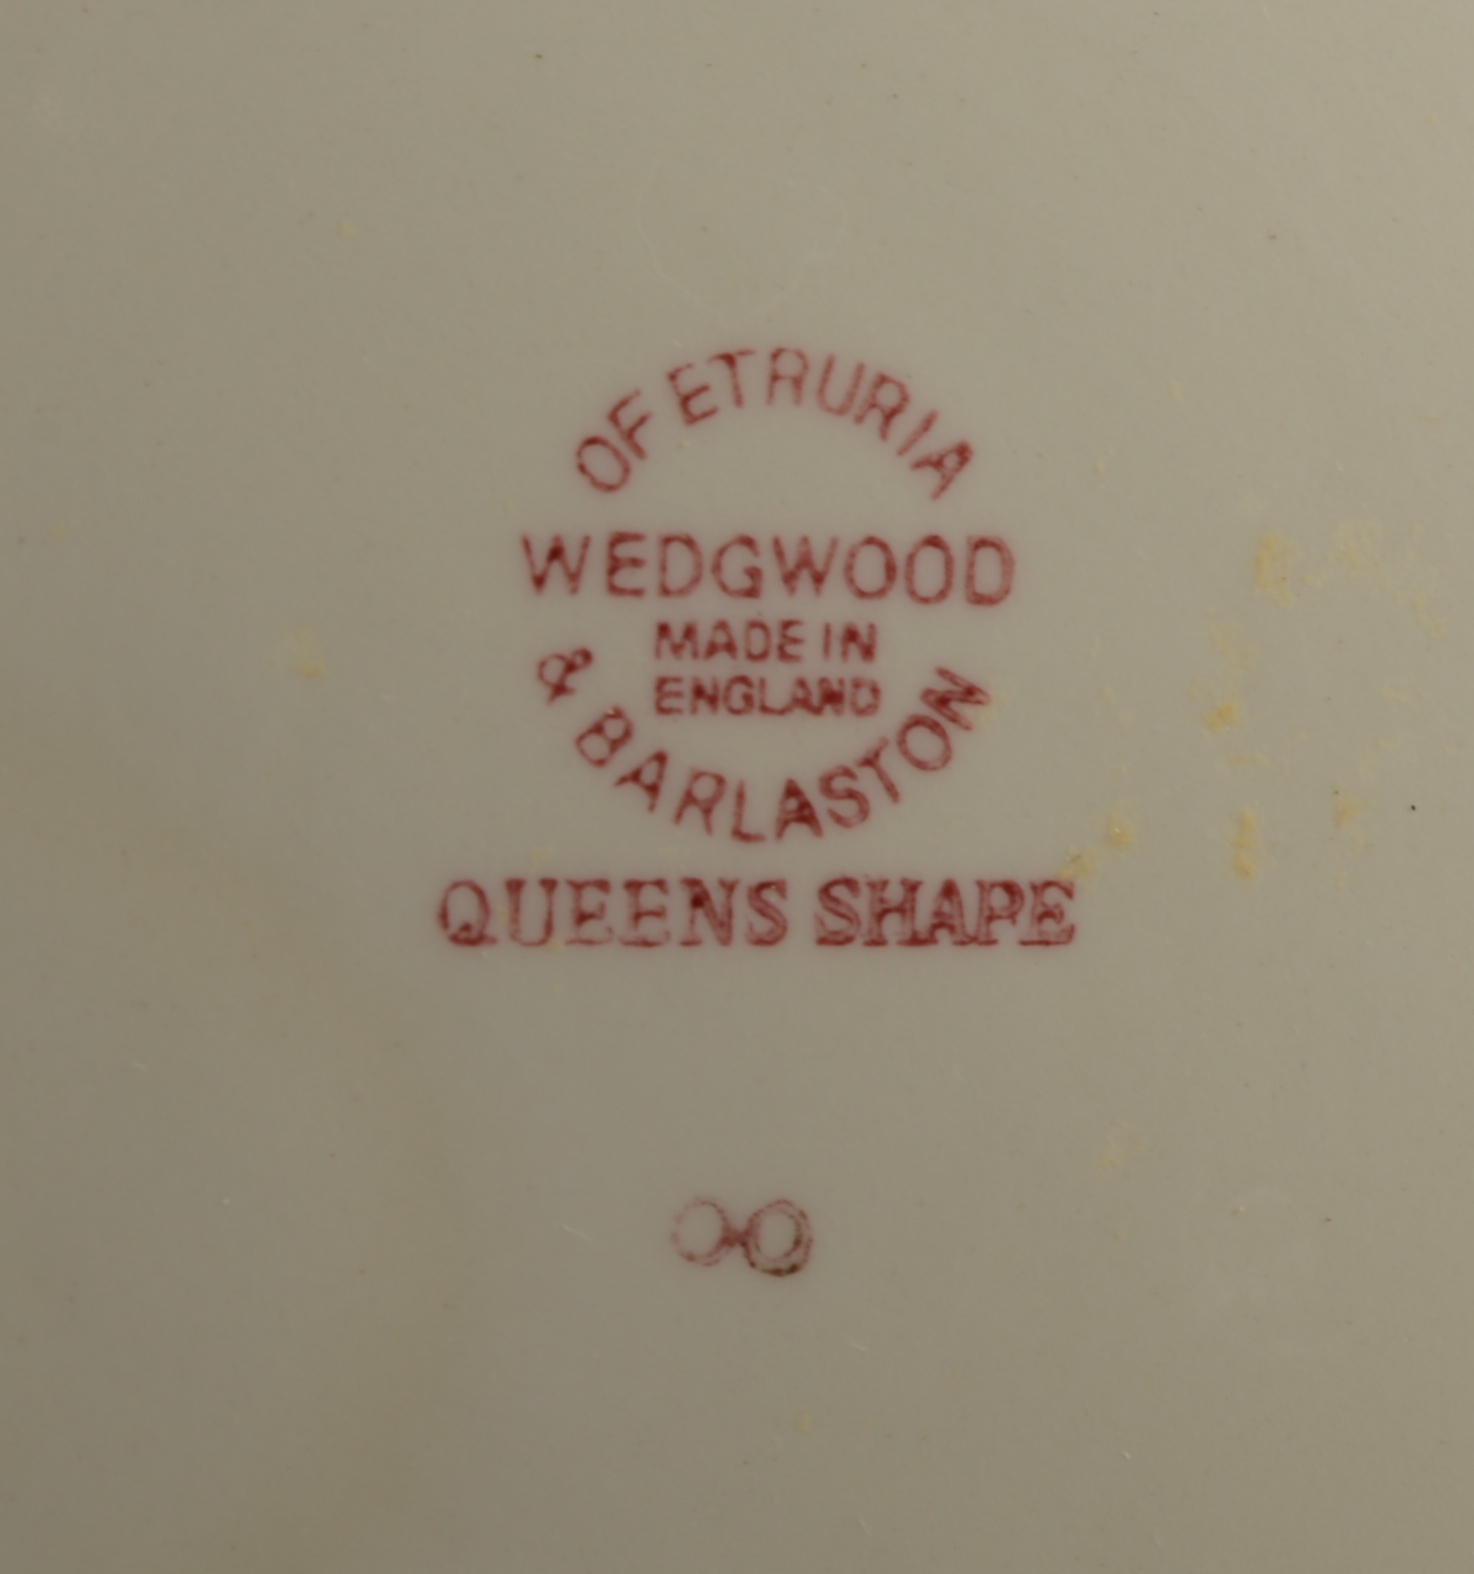 OF ETRURIA
WEDGWOOD
MADE IN
ENGLAND
& BARLASTON
QUEENS SHAPE